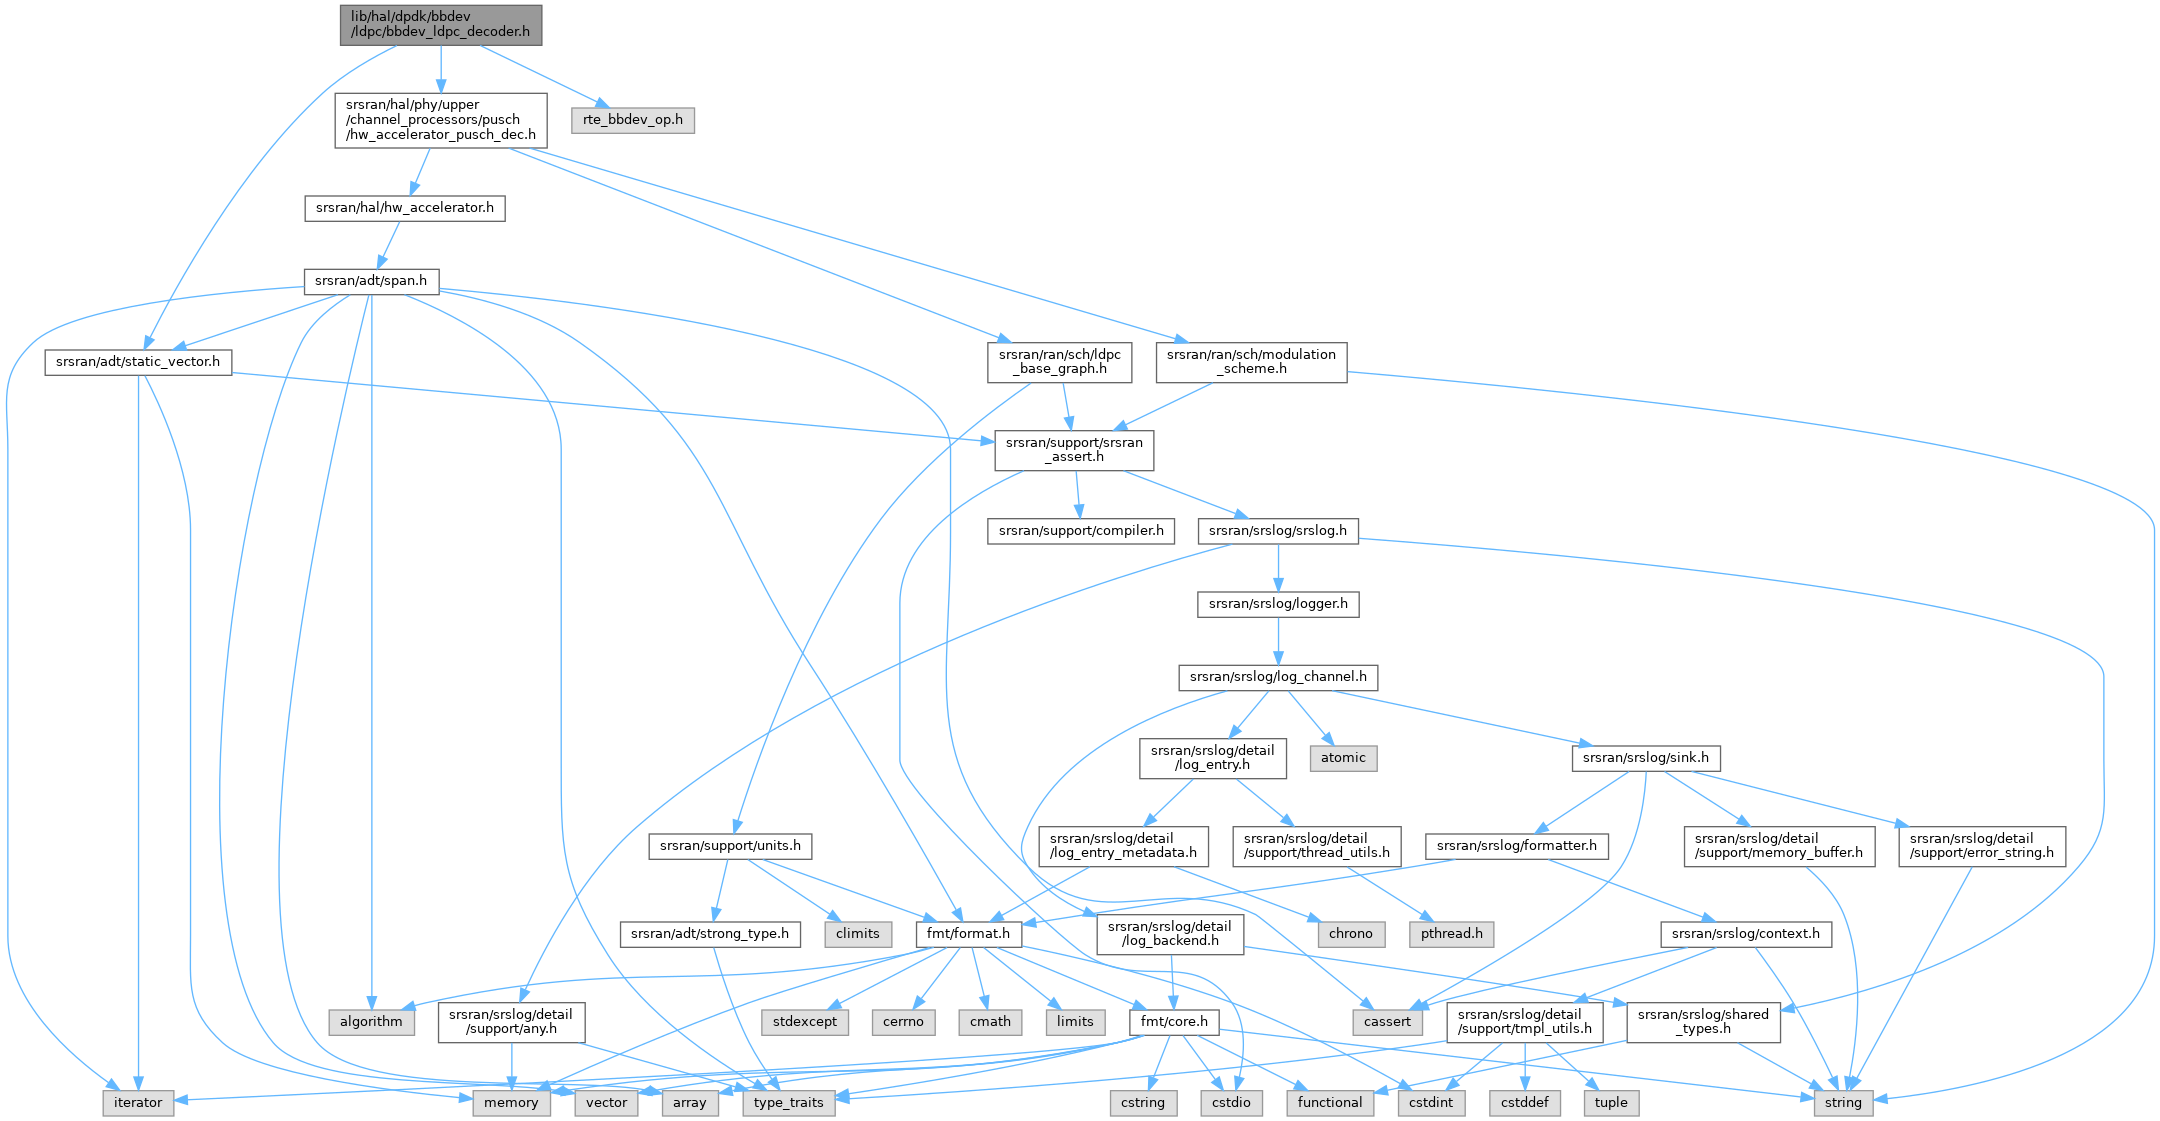 lib/hal/dpdk/bbdev
/ldpc/bbdev_ldpc_decoder.h
srsran/hal/phy/upper
/channel_processors/pusch
/hw_accelerator_pusch_dec.h
rte_bbdev_op.h
srsran/hal/hw_accelerator.h
srsran/adt/span.h
srsran/adt/static_vector.h
srsran/ran/sch/ldpc
_base_graph.h
srsran/ran/sch/modulation
_scheme.h
srsran/support/srsran
_assert.h
srsran/support/compiler.h
srsran/srslog/srslog.h
srsran/srslog/logger.h
srsran/srslog/log_channel.h
srsran/srslog/detail
/log_entry.h
atomic
srsran/srslog/sink.h
srsran/support/units.h
srsran/srslog/detail
/log_entry_metadata.h
srsran/srslog/detail
/support/thread_utils.h
srsran/srslog/formatter.h
srsran/srslog/detail
/support/memory_buffer.h
srsran/srslog/detail
/support/error_string.h
srsran/adt/strong_type.h
climits
fmt/format.h
srsran/srslog/detail
/log_backend.h
chrono
pthread.h
srsran/srslog/context.h
algorithm
srsran/srslog/detail
/support/any.h
stdexcept
cerrno
cmath
limits
fmt/core.h
cassert
srsran/srslog/detail
/support/tmpl_utils.h
srsran/srslog/shared
_types.h
iterator
memory
vector
array
type_traits
cstring
cstdio
functional
cstdint
cstddef
tuple
string